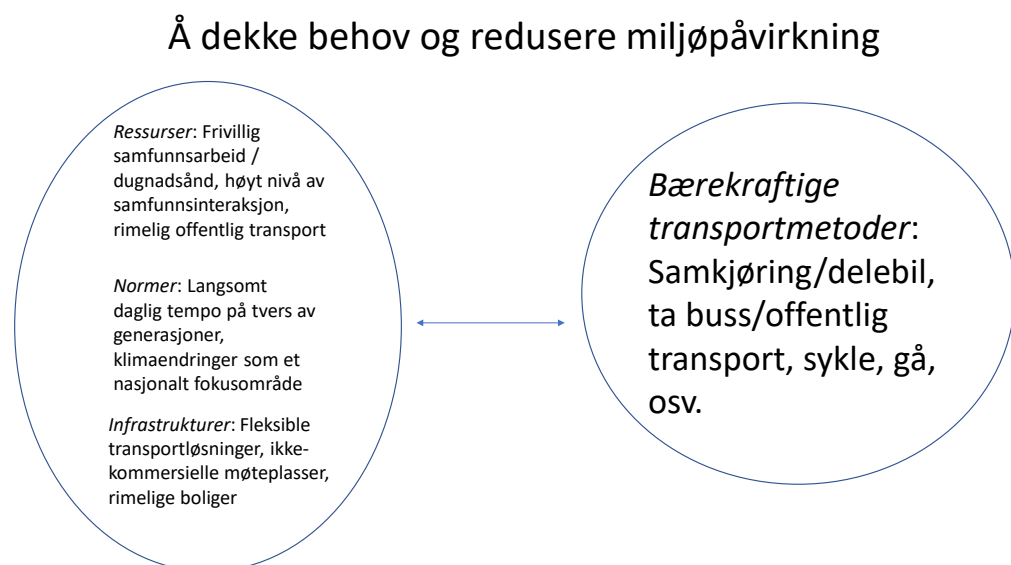 Å dekke behov og redusere miljøpåvirkning
Ressurser: Frivillig
samfunnsarbeid /
dugnadsånd, høyt nivå av
samfunnsinteraksjon,
rimelig offentlig transport
Normer: Langsomt
daglig tempo på tvers av
generasjoner,
klimaendringer som et
nasjonalt fokusområde
Infrastrukturer: Fleksible
transportløsninger, ikke-
kommersielle møteplasser,
rimelige boliger
Bærekraftige
transportmetoder:
Samkjøring/delebil,
ta buss/offentlig
transport, sykle, gå,
osv.